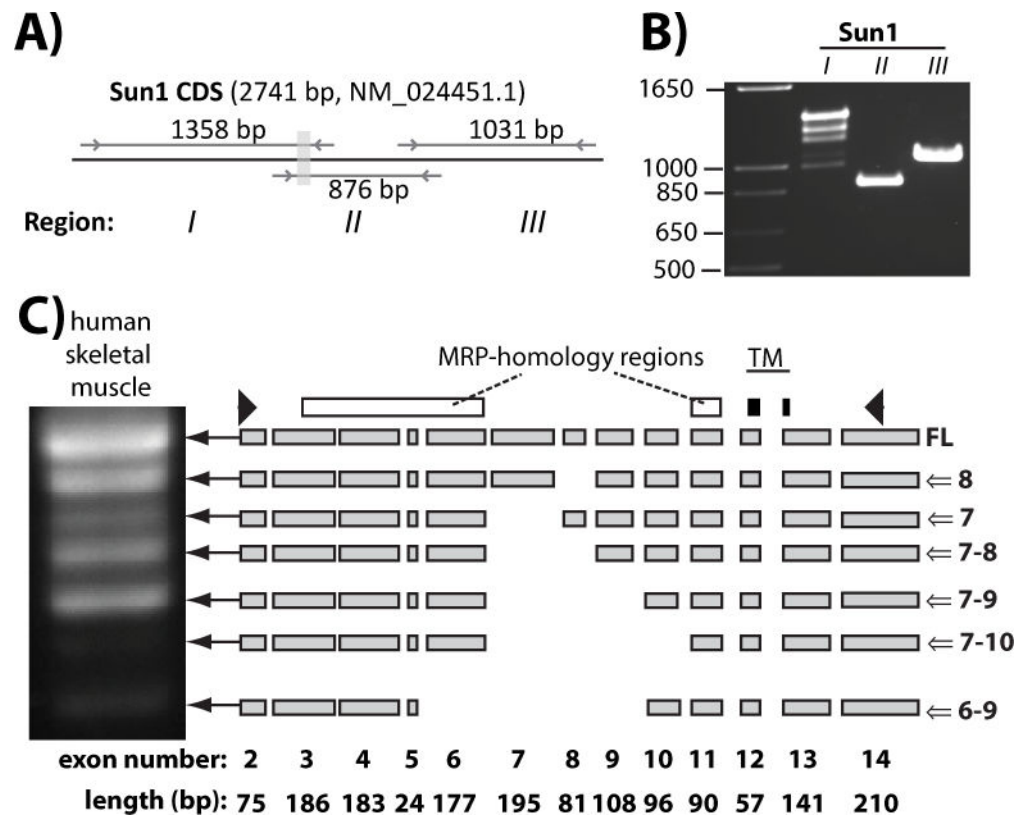 A)
Sun1 CDS (2741 bp, NM_024451.1)
1358 bp
1031 bp
876 bp
Region: I II III
B)
Sun1
I II III
1650
1000
850
650
500
C)
human
skeletal
muscle
MRP-homology regions
TM
FL
⇐ 8
⇐ 7
⇐ 7-8
⇐ 7-9
⇐ 7-10
⇐ 6-9
exon number: 2 3 4 5 6 7 8 9 10 11 12 13 14
length (bp): 75 186 183 24 177 195 81 108 96 90 57 141 210